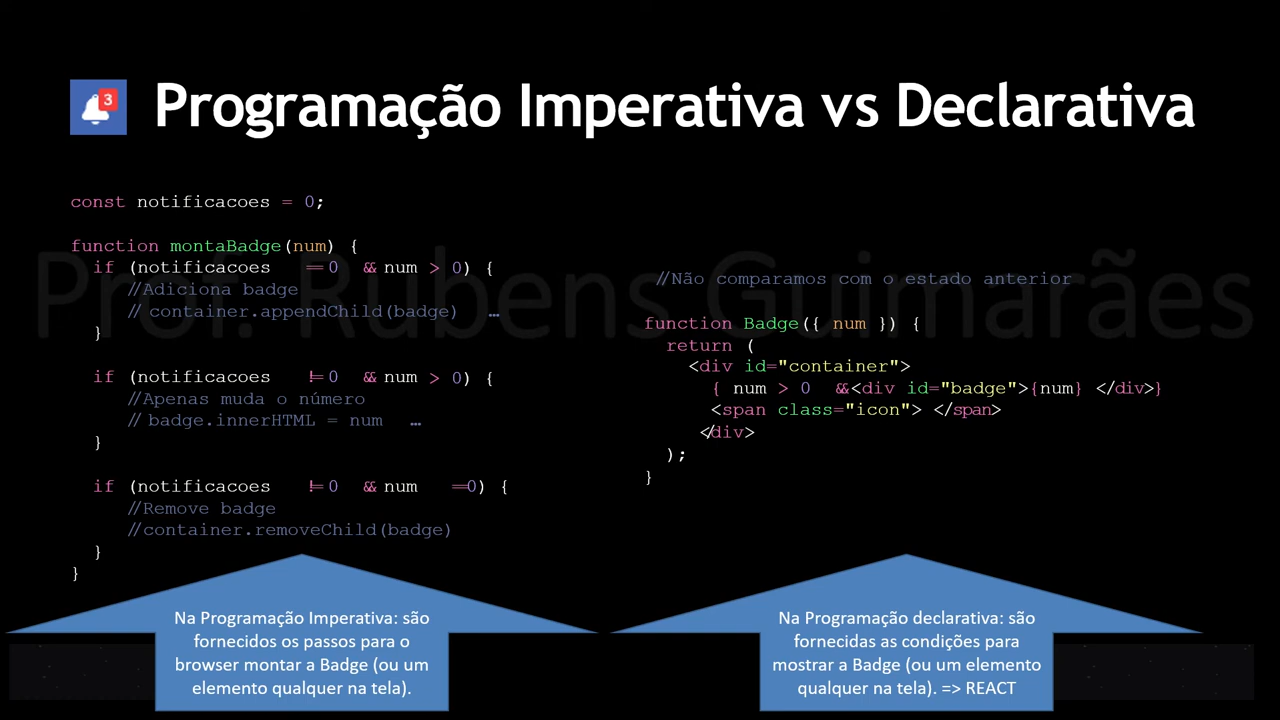 3
Programação Imperativa vs Declarativa
const notificacoes = 0;
function montaBadge(num) {
if (notificacoes == 0 && num > 0) {
//Adiciona badge
// container.appendChild(badge) …
}
if (notificacoes != 0 && num > 0) {
//Apenas muda o número
// badge.innerHTML = num …
}
if (notificacoes != 0 && num == 0) {
//Remove badge
//container.removeChild(badge)
}
}
//Não comparamos com o estado anterior
function Badge({ num }) {
return (
<div id="container">
{ num > 0 &&<div id="badge">{num} </div>}
<span class="icon"> </span>
</div>
);
}
Prof. Rubens Guimarães
Na Programação Imperativa: são
fornecidos os passos para o
browser montar a Badge (ou um
elemento qualquer na tela).
Na Programação declarativa: são
fornecidas as condições para
mostrar a Badge (ou um elemento
qualquer na tela). => REACT